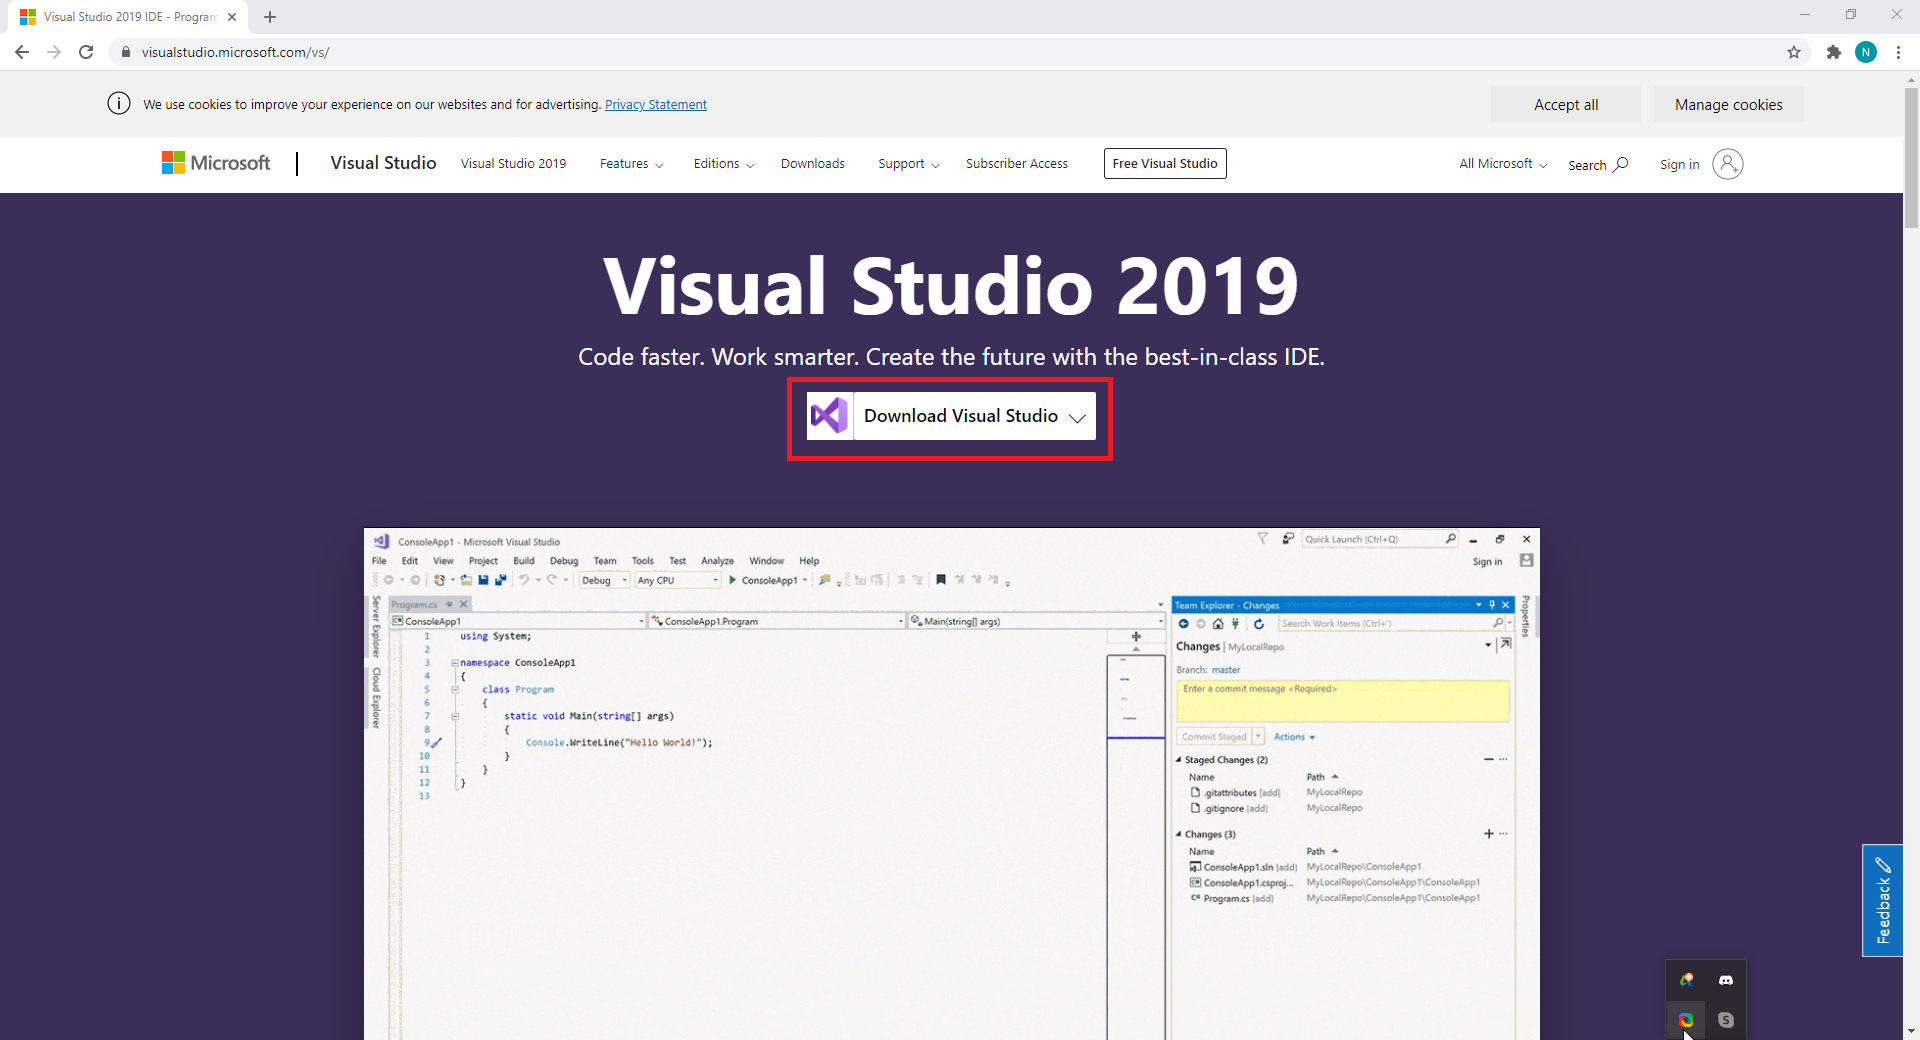 Visual Studio 2019 IDE - Program
visualstudio.microsoft.com/vs/
N
We use cookies to improve your experience on our websites and for advertising. Privacy Statement
Accept all
Manage cookies
Microsoft
Visual Studio
Visual Studio 2019
Features
Editions
Downloads
Support
Subscriber Access
Free Visual Studio
All Microsoft
Search
Sign in
Visual Studio 2019
Code faster. Work smarter. Create the future with the best-in-class IDE.
Download Visual Studio
ConsoleApp1 - Microsoft Visual Studio
Quick Launch (Ctrl+Q)
File Edit View Project Build Debug Team Tools Test Analyze Window Help
Sign in
Debug Any CPU ConsoleApp1
Server Explorer
Cloud Explorer
Program.cs
ConsoleApp1 ConsoleApp1.Program Main(string[] args)
1 using System;
2
3 namespace ConsoleApp1
4 {
5 class Program
6 {
7 static void Main(string[] args)
8 {
9 Console.WriteLine("Hello World!");
10 }
11 }
12 }
13
Team Explorer - Changes
Properties
Search Work Items (Ctrl+')
Changes | MyLocalRepo
Branch: master
Enter a commit message <Required>
Commit Staged Actions
Staged Changes (2)
Name Path
.gitattributes [add] MyLocalRepo
.gitignore [add] MyLocalRepo
Changes (3)
Name Path
ConsoleApp1.sln [add] MyLocalRepo\ConsoleApp1
ConsoleApp1.csproj... MyLocalRepo\ConsoleApp1\ConsoleApp1
Program.cs [add] MyLocalRepo\ConsoleApp1\ConsoleApp1
Feedback